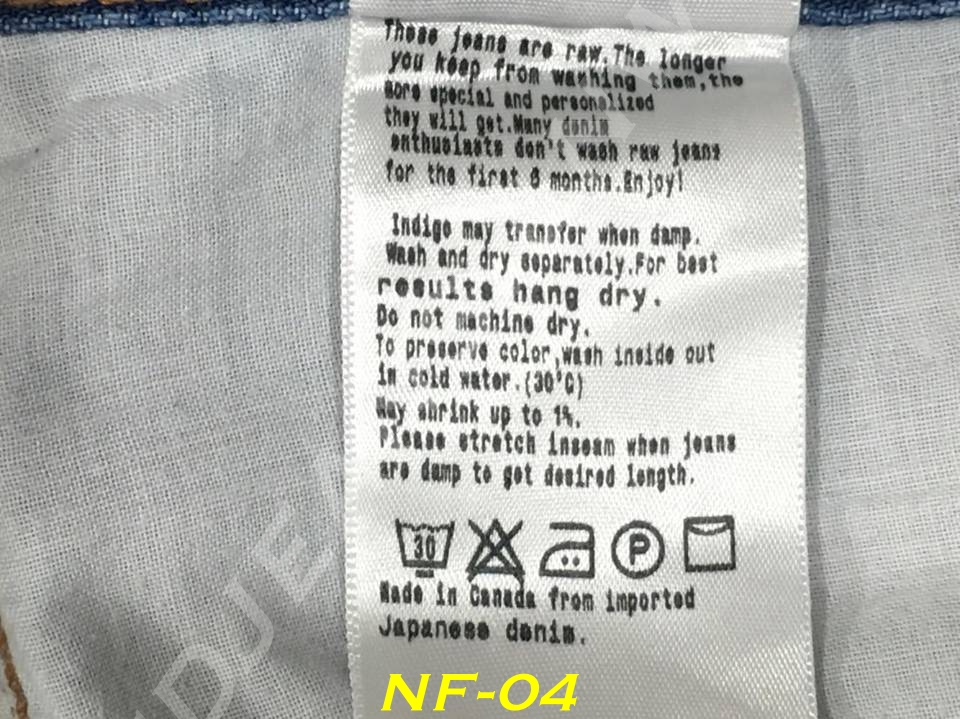 These jeans are raw.The longer
you keep from washing them,the
more special and personalized
they will get.Many denim
enthusiasts don't wash raw jeans
for the first 6 months.Enjoy!
Indigo may transfer when damp.
Wash and dry separately.For best
results hang dry.
Do not machine dry.
To preserve color,wash inside out
in cold water.(30°C)
May shrink up to 1%.
Please stretch inseam when jeans
are damp to get desired length.
30
P
Made in Canada from imported
Japanese denim.
NF-04